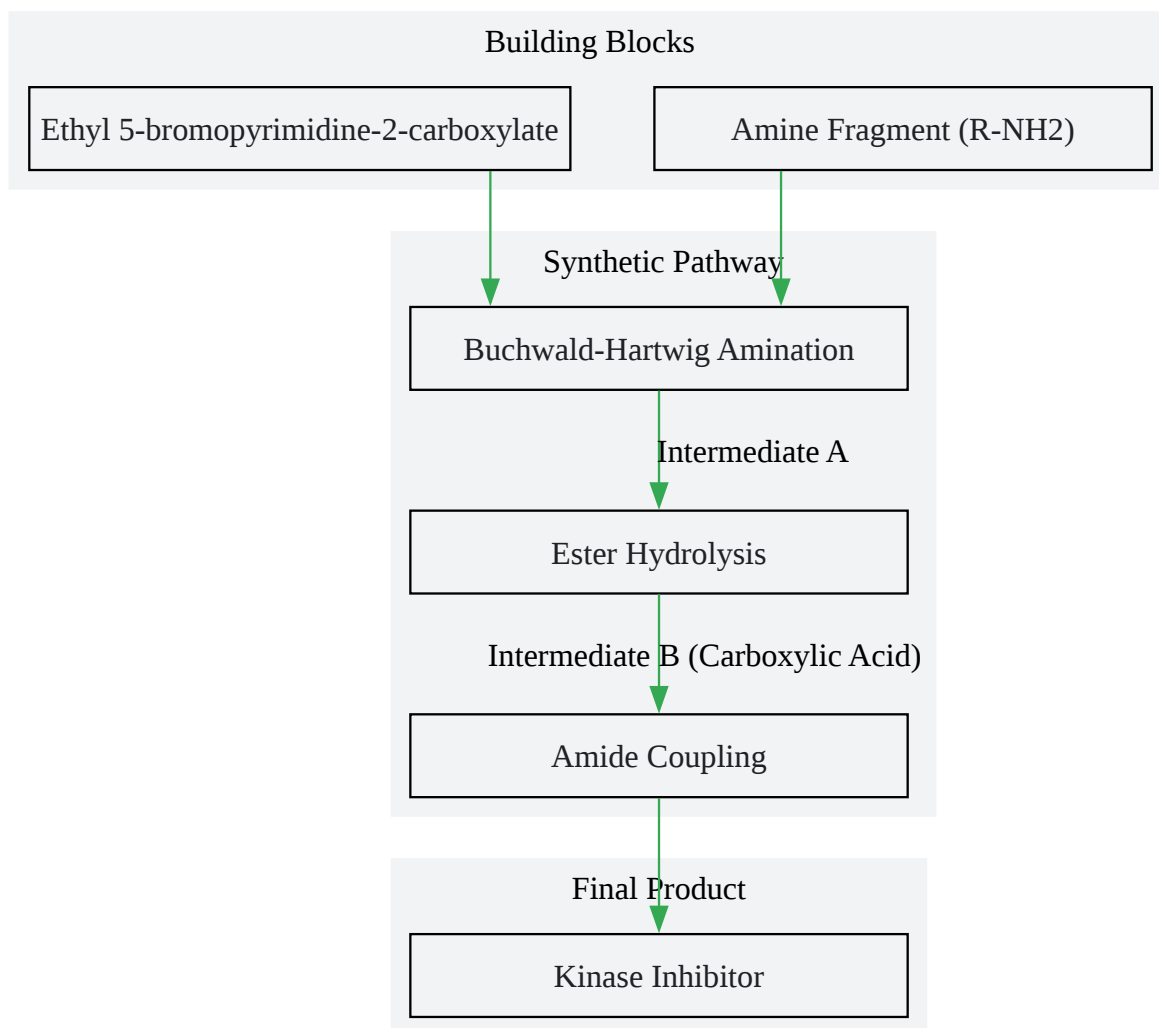 Building Blocks
Ethyl 5-bromopyrimidine-2-carboxylate
Amine Fragment (R-NH2)
Synthetic Pathway
Buchwald-Hartwig Amination
Intermediate A
Ester Hydrolysis
Intermediate B (Carboxylic Acid)
Amide Coupling
Final Product
Kinase Inhibitor